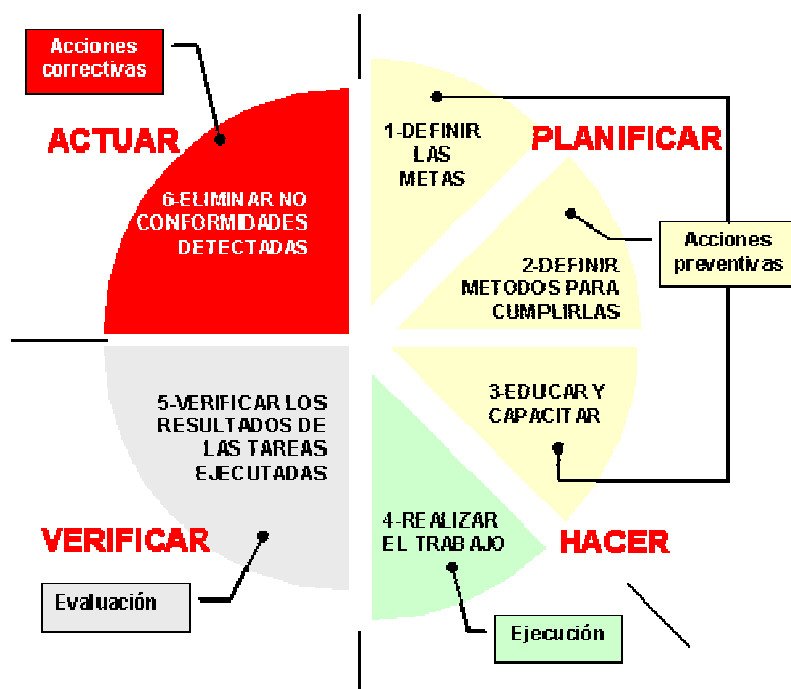 Acciones
correctivas
ACTUAR
6-ELIMINAR NO
CONFORMIDADES
DETECTADAS
1-DEFINIR
LAS
METAS
PLANIFICAR
2-DEFINIR
METODOS PARA
CUMPLIRLAS
Acciones
preventivas
3-EDUCAR Y
CAPACITAR
HACER
4-REALIZAR
EL TRABAJO
Ejecución
5-VERIFICAR LOS
RESULTADOS DE
LAS TAREAS
EJECUTADAS
VERIFICAR
Evaluación